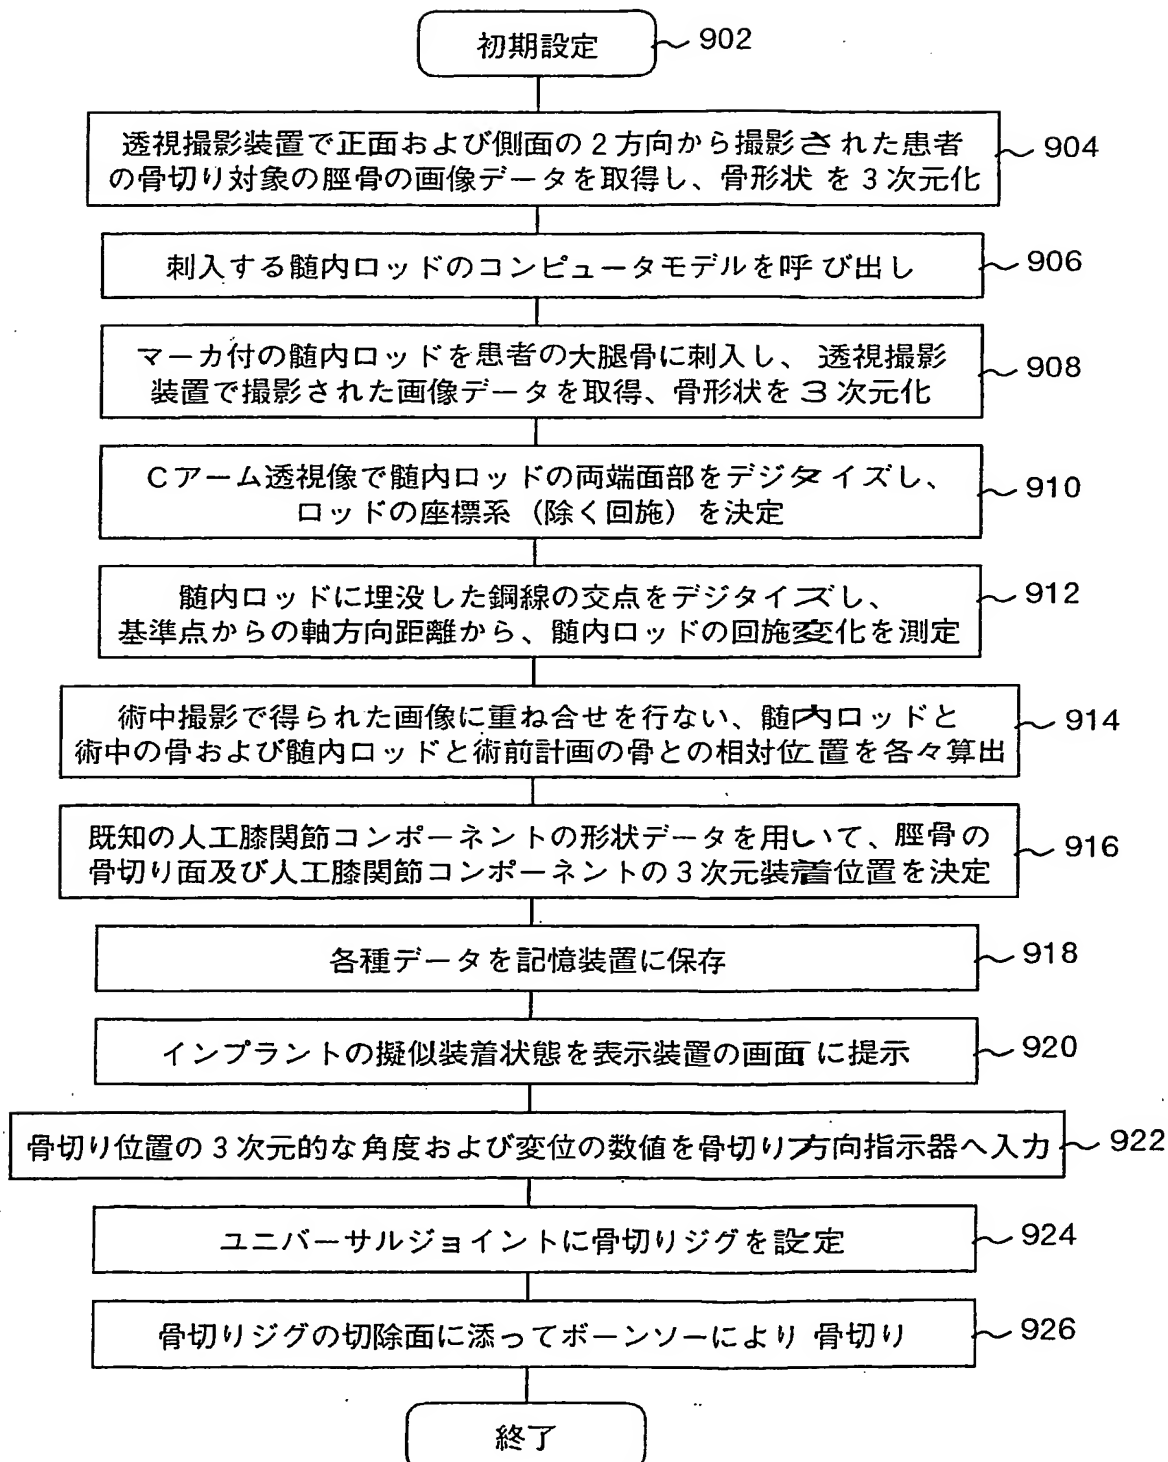 初期設定
902
透視撮影装置で正面および側面の2方向から撮影された患者
の骨切り対象の脛骨の画像データを取得し、骨形状を3次元化
904
刺入する髄内ロッドのコンピュータモデルを呼び出し
906
マーカ付の髄内ロッドを患者の大腿骨に刺入し、透視撮影
装置で撮影された画像データを取得、骨形状を3次元化
908
Cアーム透視像で髄内ロッドの両端面部をデジタイズし、
ロッドの座標系（除く回施）を決定
910
髄内ロッドに埋没した鋼線の交点をデジタイズし、
基準点からの軸方向距離から、髄内ロッドの回施変化を測定
912
術中撮影で得られた画像に重ね合せを行ない、髄内ロッドと
術中の骨および髄内ロッドと術前計画の骨との相対位置を各々算出
914
既知の人工膝関節コンポーネントの形状データを用いて、脛骨の
骨切り面及び人工膝関節コンポーネントの3次元装着位置を決定
916
各種データを記憶装置に保存
918
インプラントの擬似装着状態を表示装置の画面に提示
920
骨切り位置の3次元的な角度および変位の数値を骨切り方向指示器へ入力
922
ユニバーサルジョイントに骨切りジグを設定
924
骨切りジグの切除面に添ってボーンソーにより骨切り
926
終了